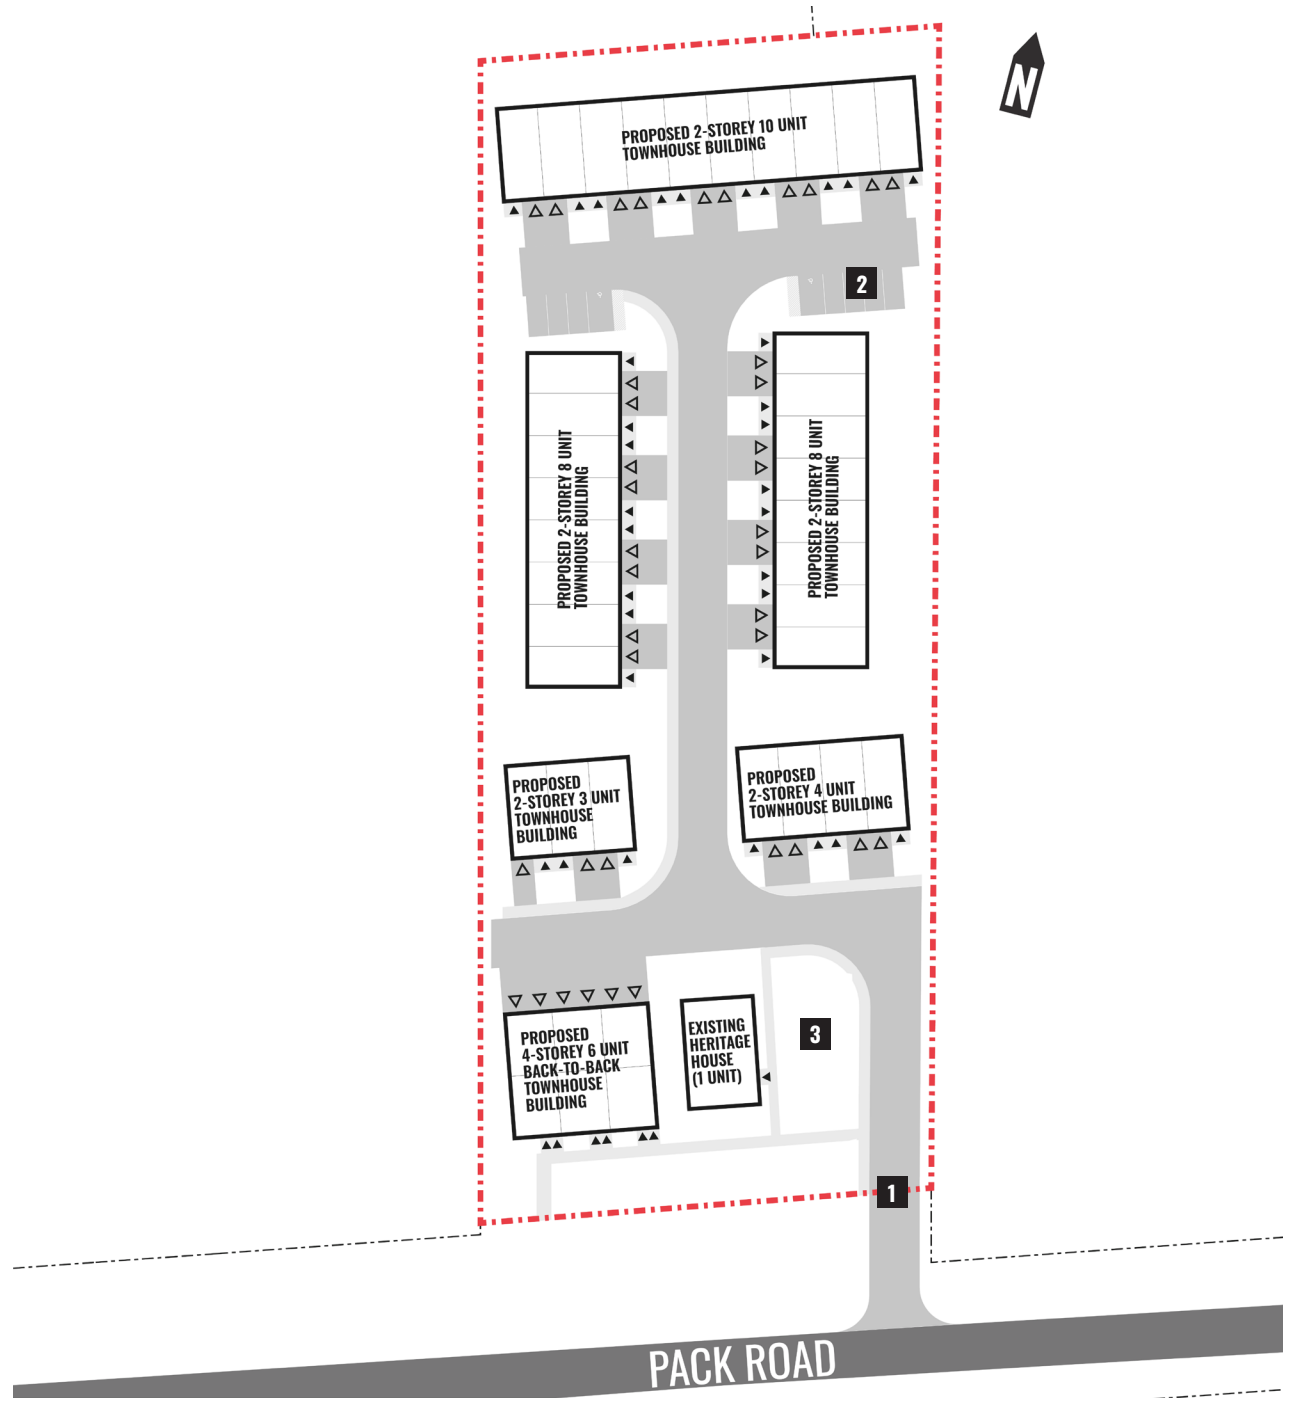 N
PROPOSED 2-STOREY 10 UNIT
TOWNHOUSE BUILDING
2
PROPOSED 2-STOREY 8 UNIT
TOWNHOUSE BUILDING
PROPOSED 2-STOREY 8 UNIT
TOWNHOUSE BUILDING
PROPOSED
2-STOREY 3 UNIT
TOWNHOUSE
BUILDING
PROPOSED
2-STOREY 4 UNIT
TOWNHOUSE BUILDING
PROPOSED
4-STOREY 6 UNIT
BACK-TO-BACK
TOWNHOUSE
BUILDING
EXISTING
HERITAGE
HOUSE
(1 UNIT)
3
1
PACK ROAD